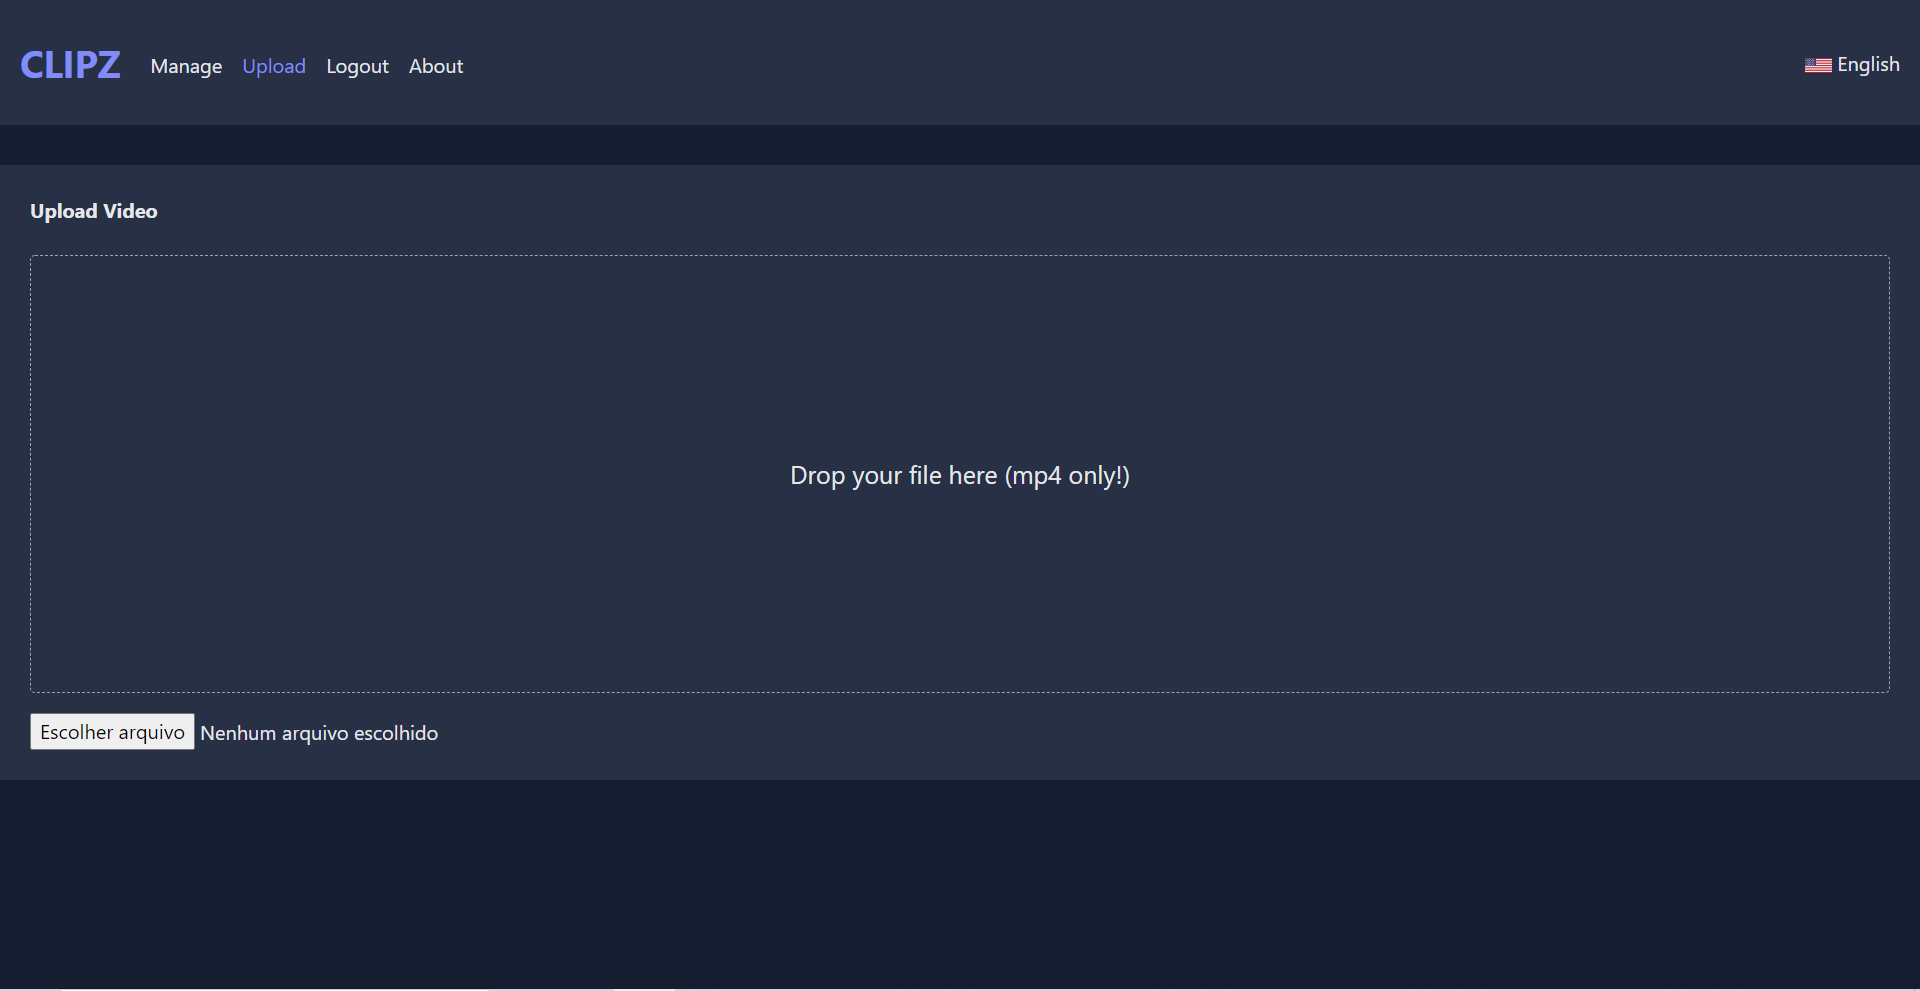 CLIPZ Manage Upload Logout About English
Upload Video
Drop your file here (mp4 only!)
Escolher arquivo Nenhum arquivo escolhido